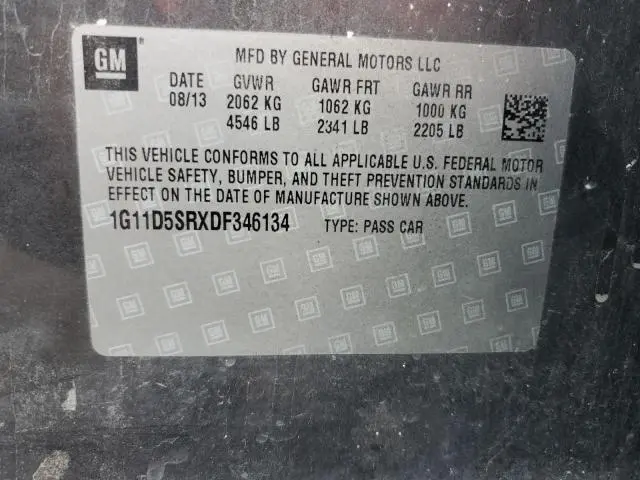 GM
MFD BY GENERAL MOTORS LLC
DATE GVWR GAWR FRT GAWR RR
08/13 2062 KG 1062 KG 1000 KG
4546 LB 2341 LB 2205 LB
THIS VEHICLE CONFORMS TO ALL APPLICABLE U.S. FEDERAL MOTOR
VEHICLE SAFETY, BUMPER, AND THEFT PREVENTION STANDARDS IN
EFFECT ON THE DATE OF MANUFACTURE SHOWN ABOVE.
1G11D5SRXDF346134 TYPE: PASS CAR